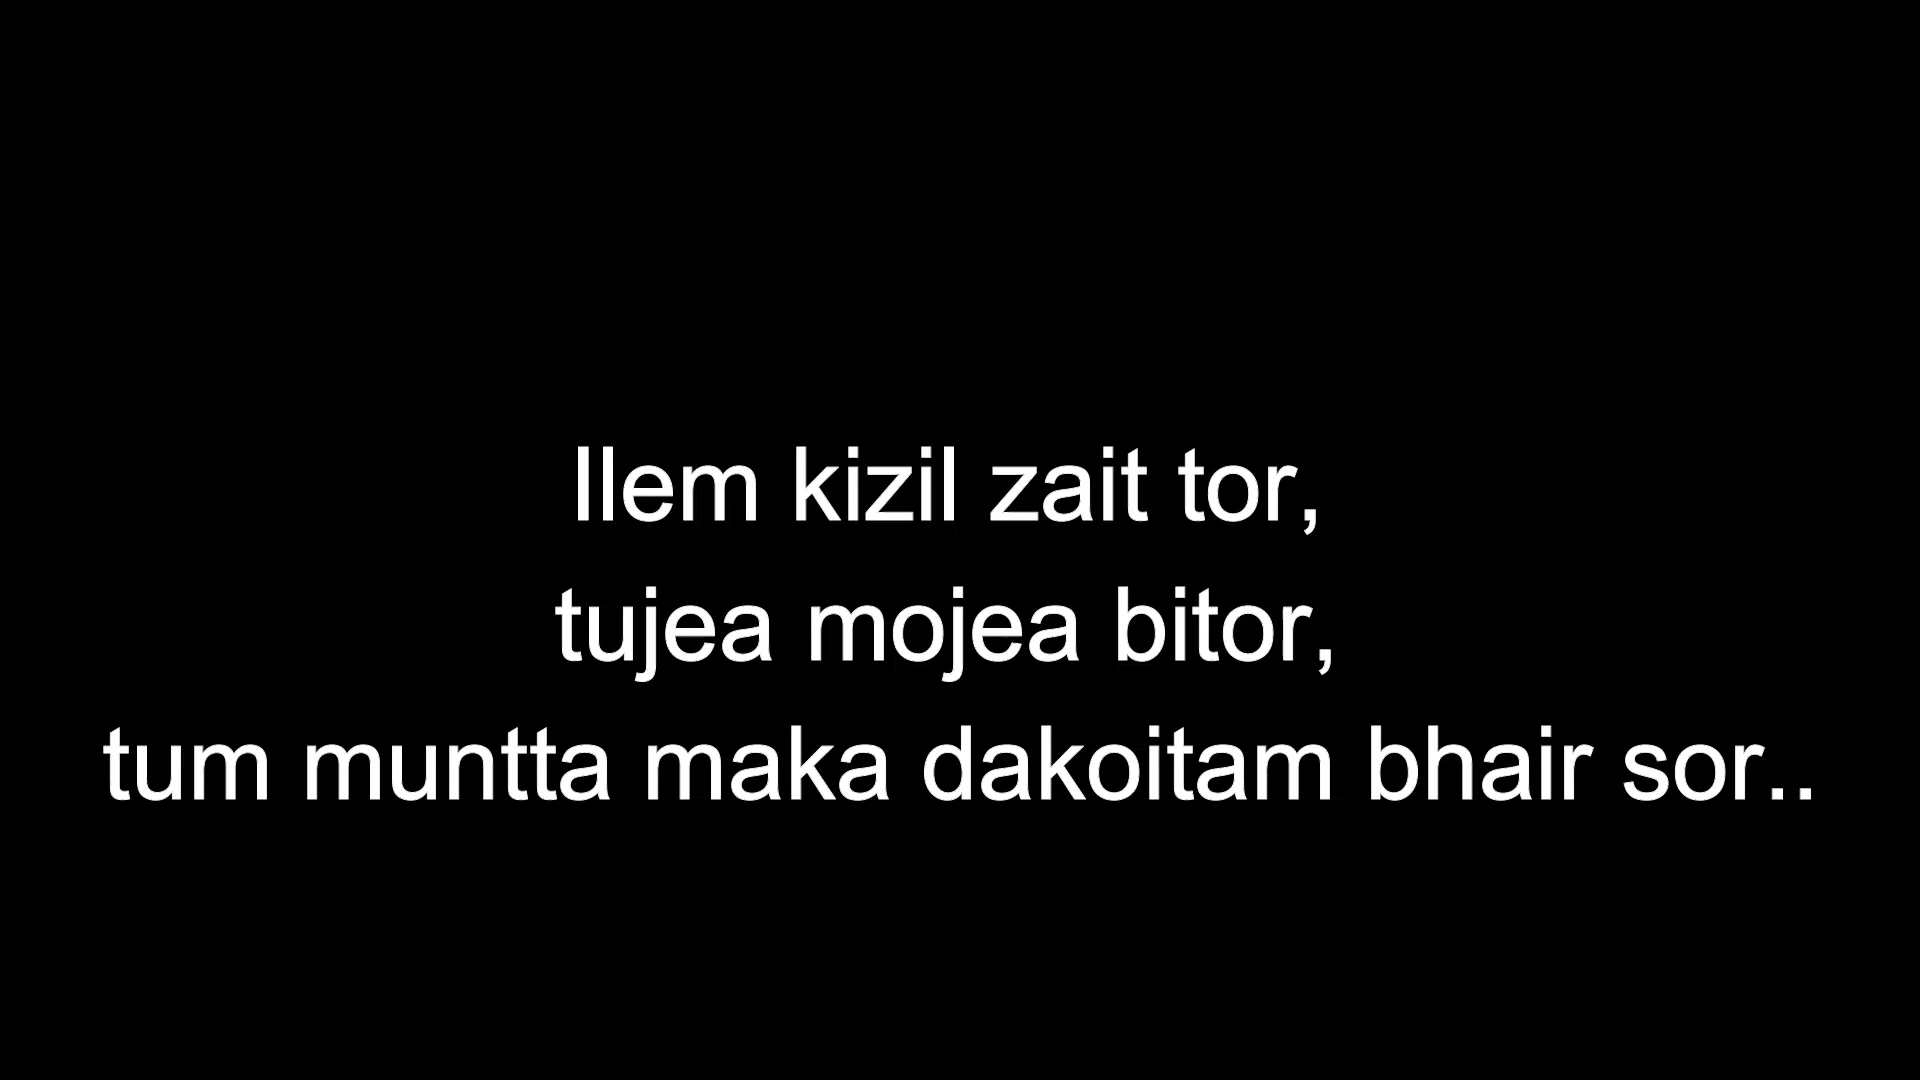 Ilem kizil zait tor,
tujea mojea bitor,
tum muntta maka dakoitam bhair sor..